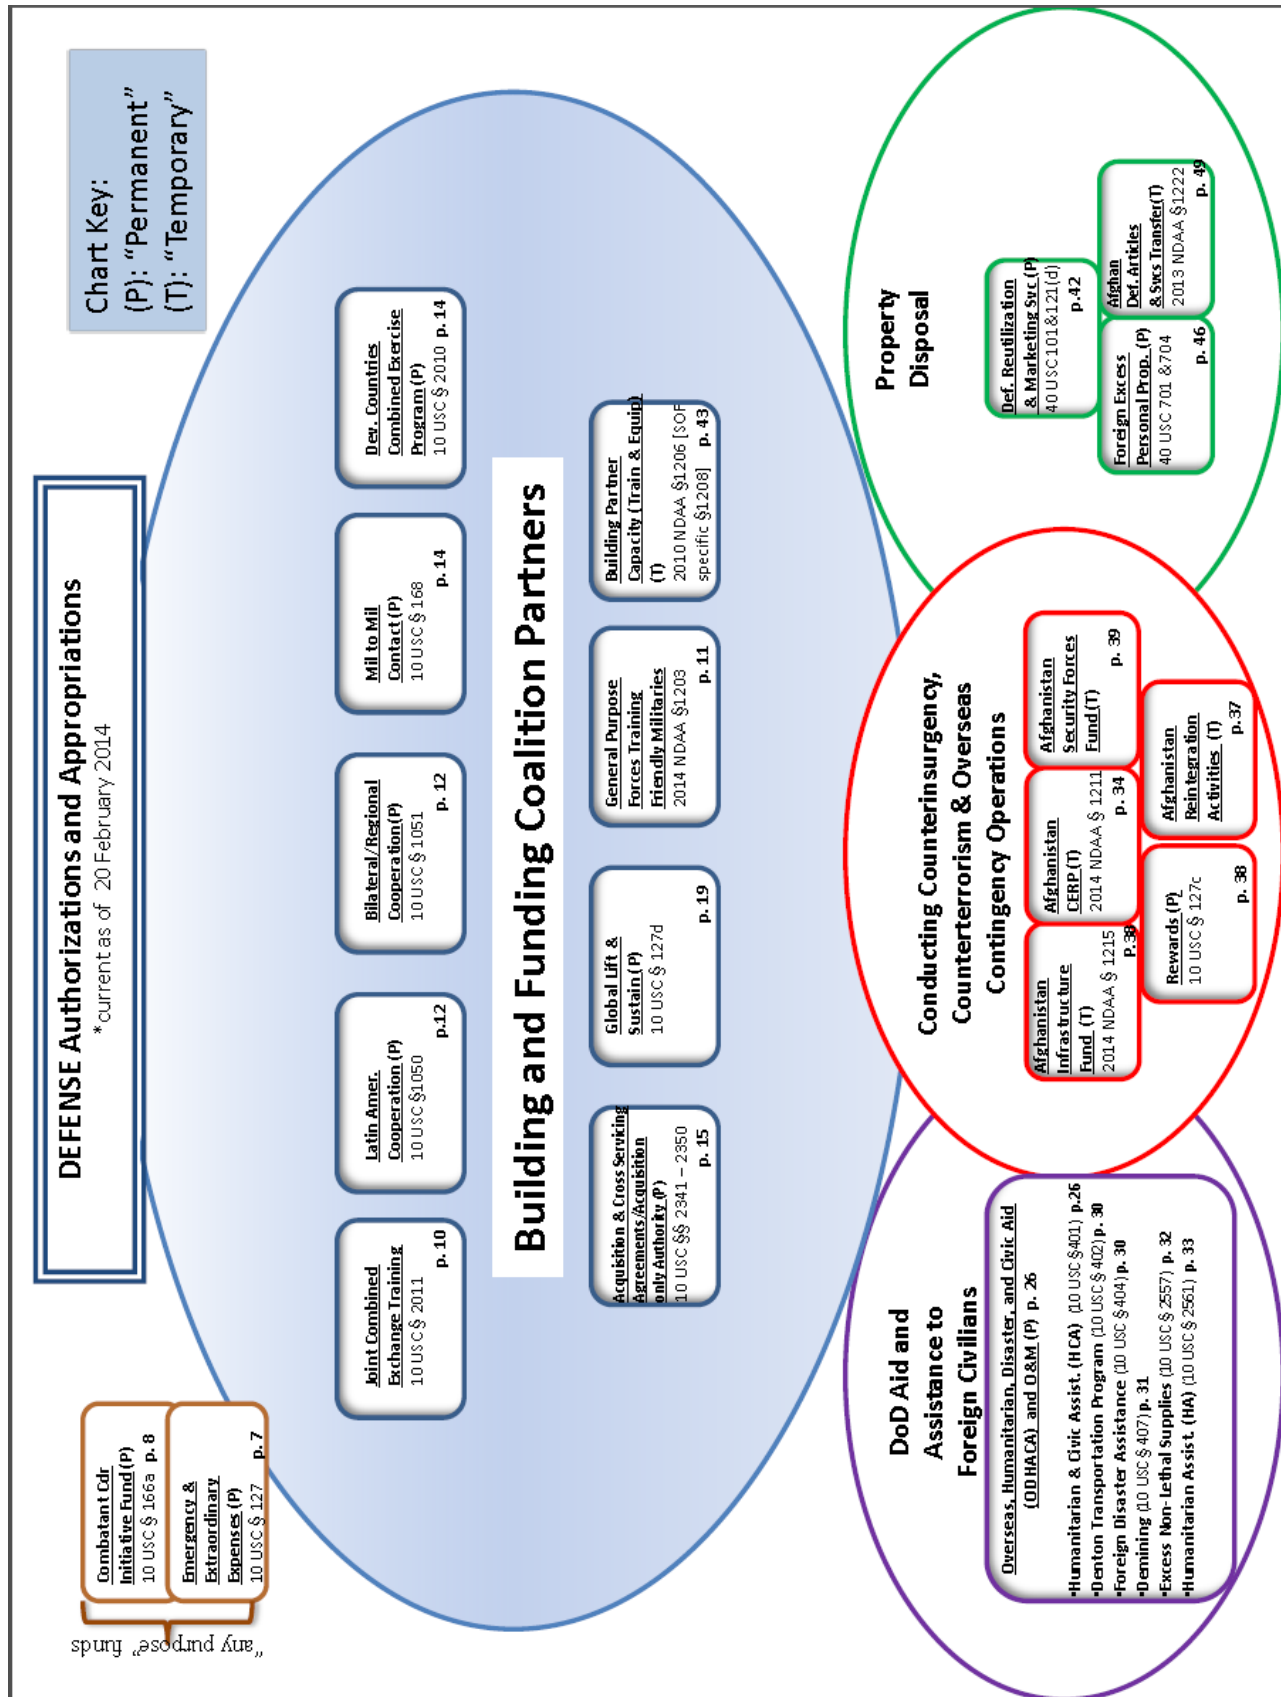 DEFENSE Authorizations and Appropriations
*current as of 20 February 2014
Chart Key:
(P): “Permanent”
(T): “Temporary”
“any purpose” funds
Combatant Cdr
Initiative Fund (P)
10 USC § 166a p. 8
Emergency &
Extraordinary
Expenses (P)
10 USC § 127 p. 7
Joint Combined
Exchange Training
10 USC § 2011
p. 10
Latin Amer.
Cooperation (P)
10 USC §1050
p.12
Bilateral/Regional
Cooperation(P)
10 USC § 1051
p. 12
Mil to Mil
Contact (P)
10 USC § 168
p. 14
Dev. Countries
Combined Exercise
Program (P)
10 USC § 2010 p. 14
Building and Funding Coalition Partners
Acquisition & Cross Servicing
Agreements/Acquisition
only Authority (P)
10 USC §§ 2341 – 2350
p. 15
Global Lift &
Sustain (P)
10 USC § 127d
p. 19
General Purpose
Forces Training
Friendly Militaries
2014 NDAA §1203
p. 11
Building Partner
Capacity (Train & Equip)
(T)
2010 NDAA §1206 [SOF
specific §1208] p. 43
DoD Aid and
Assistance to
Foreign Civilians
Overseas, Humanitarian, Disaster, and Civic Aid
(ODHACA) and O&M (P) p. 26
•Humanitarian & Civic Assist. (HCA) (10 USC §401) p.26
•Denton Transportation Program (10 USC § 402) p. 30
•Foreign Disaster Assistance (10 USC § 404) p. 30
•Demining (10 USC § 407) p. 31
•Excess Non-Lethal Supplies (10 USC § 2557) p. 32
•Humanitarian Assist. (HA) (10 USC § 2561) p. 33
Conducting Counterinsurgency,
Counterterrorism & Overseas
Contingency Operations
Afghanistan
Infrastructure
Fund (T)
2014 NDAA § 1215
p.38
Afghanistan
CERP (T)
2014 NDAA § 1211
p. 34
Afghanistan
Security Forces
Fund (T)
p. 39
Rewards (P)
10 USC § 127c
p. 38
Afghanistan
Reintegration
Activities (T)
p.37
Property
Disposal
Def. Reutilization
& Marketing Svc (P)
40 USC 101&121(d)
p.42
Foreign Excess
Personal Prop. (P)
40 USC 701 &704
p. 46
Afghan
Def. Articles
& Svcs Transfer(T)
2013 NDAA §1222
p. 49